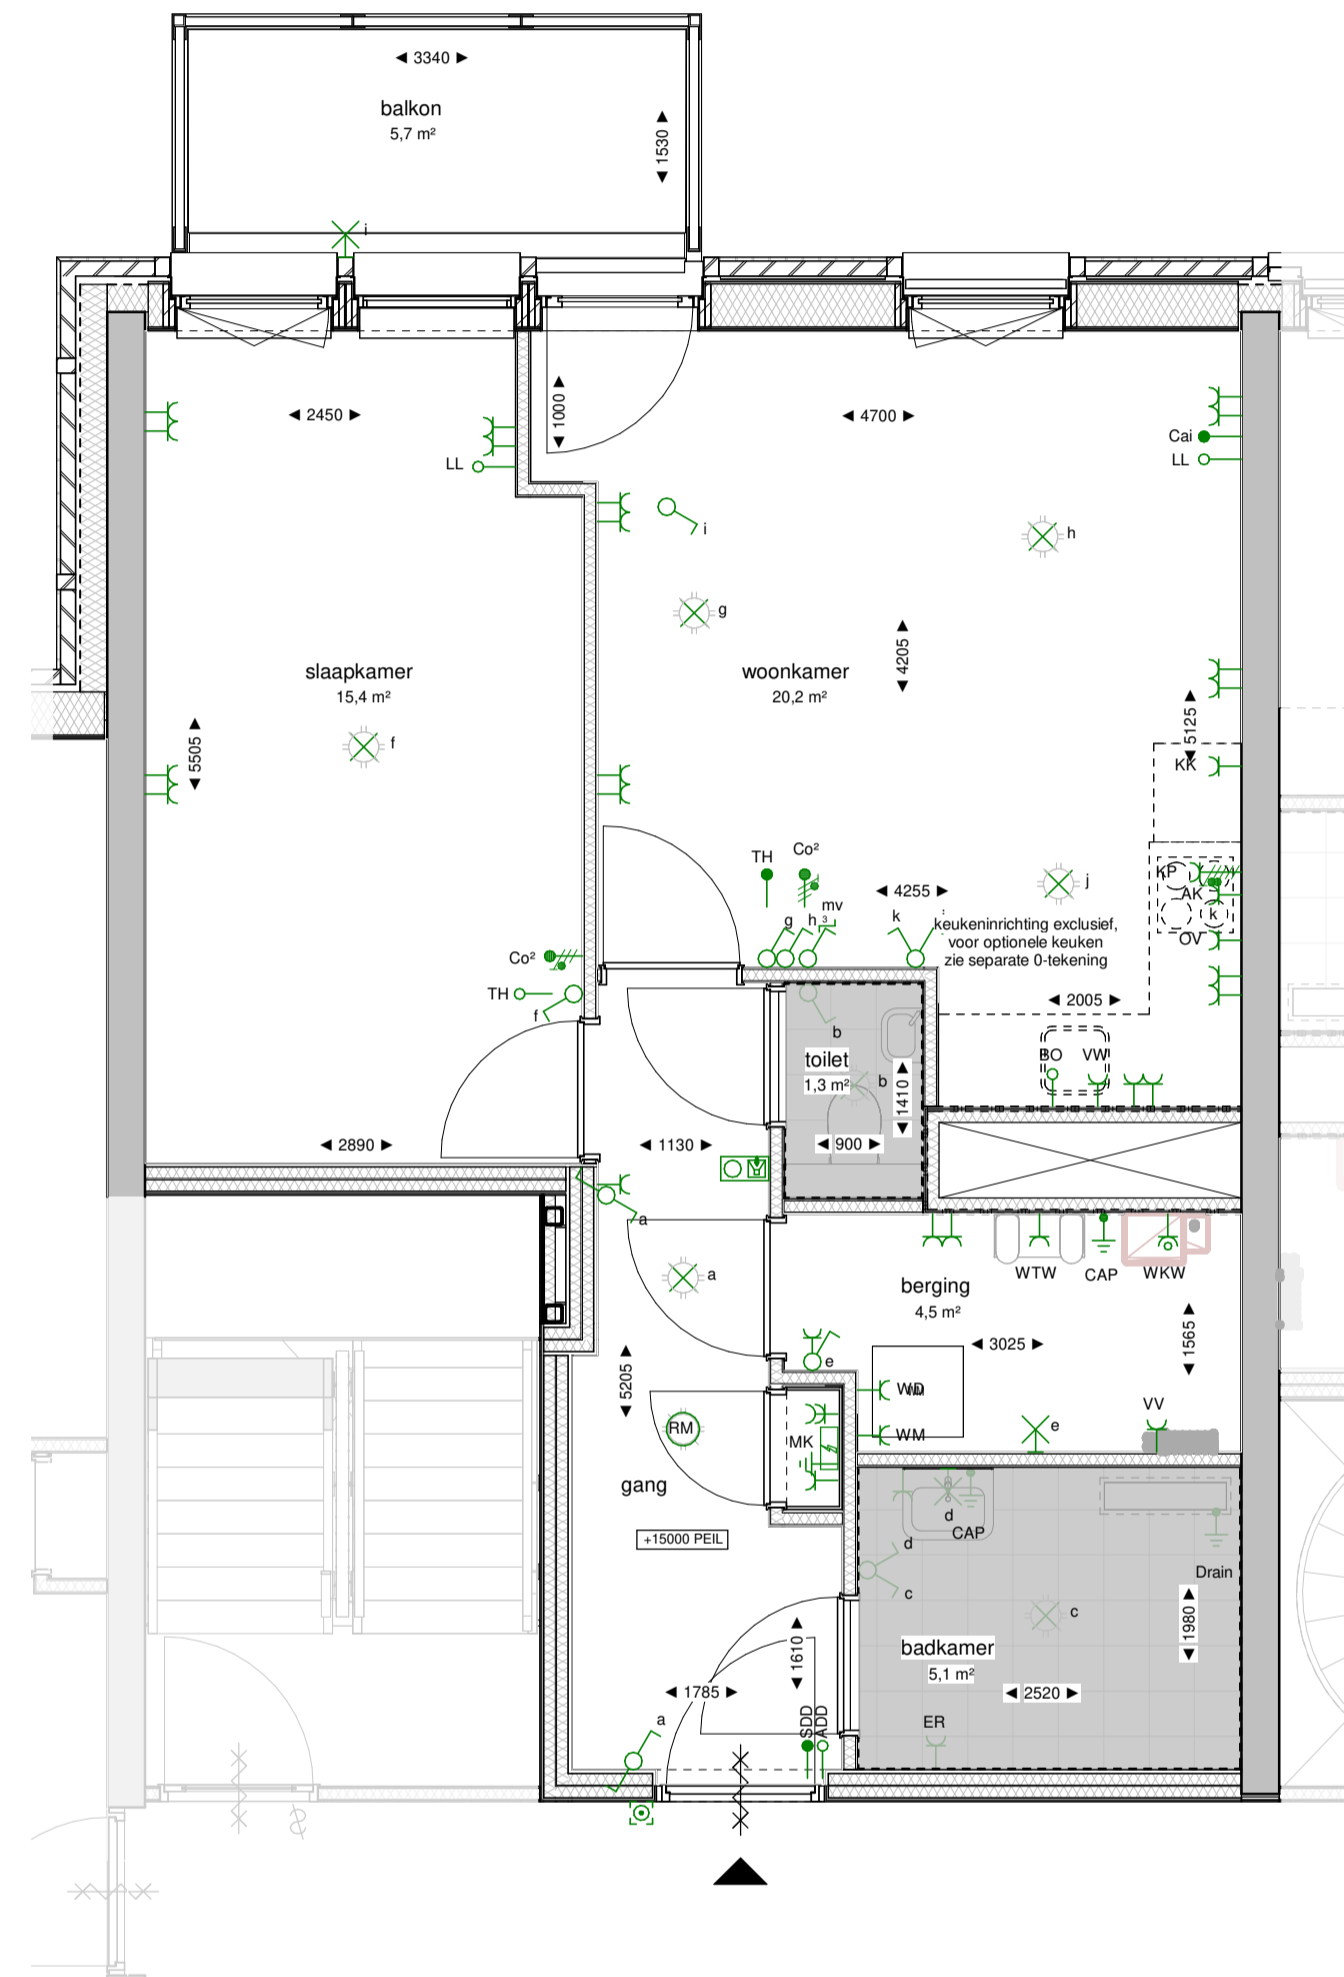 3340
balkon
5,7 m²
1530
i
2450
1000
4700
Cai
LL
LL
i
h
g
slaapkamer
15,4 m²
woonkamer
20,2 m²
4205
5125
5505
f
KK
TH
Co²
KP
AK
j
4255
mv
g
h
3
k
k
keukeninrichting exclusief,
voor optionele keuken
zie separate 0-tekening
OV
Co²
TH
f
2005
b
toilet
1,3 m²
b
1410
BO
VW
2890
1130
900
a
a
berging
4,5 m²
WTW
CAP
WKW
3025
1565
e
5205
WD
WM
RM
MK
VV
e
gang
d
CAP
+15000 PEIL
d
c
Drain
c
1980
badkamer
5,1 m²
1610
1785
2520
a
SDD
ADD
ER